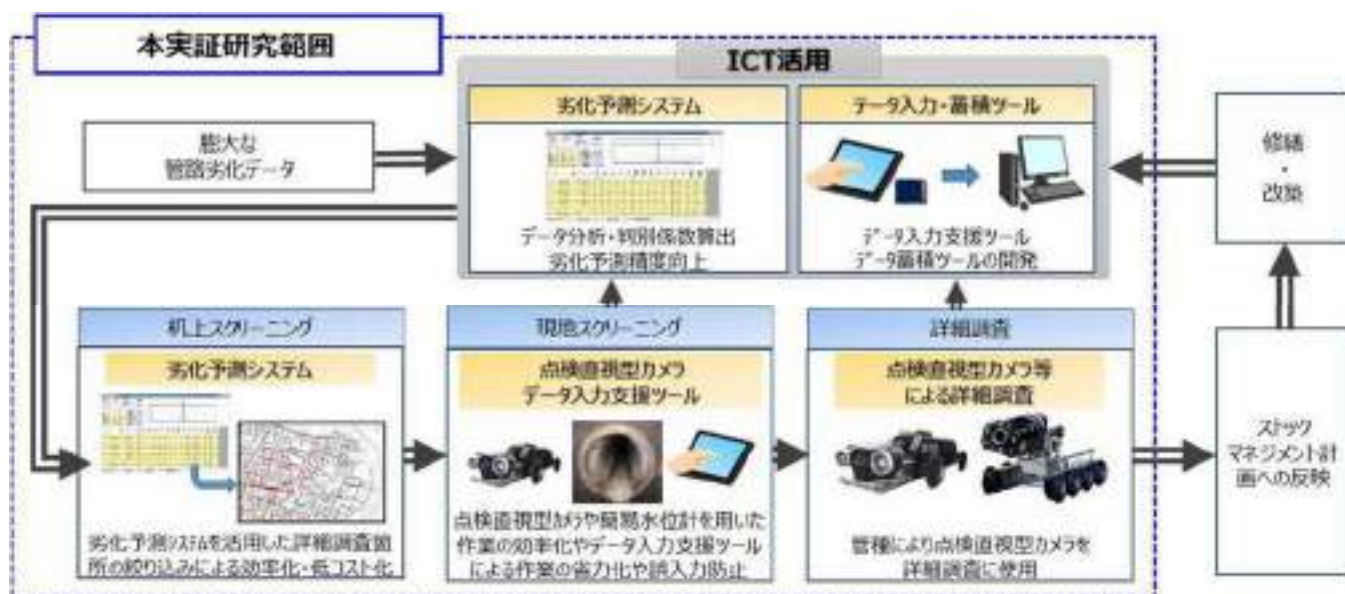 本実証研究範囲
ICT活用
劣化予測システム
データ分析・判別係数算出
劣化予測精度向上
データ入力・蓄積ツール
データ入力支援ツール
データ蓄積ツールの開発
膨大な
管路劣化データ
修繕
・
改築
机上スクリーニング
劣化予測システム
劣化予測システムを活用した詳細調査箇
所の絞り込みによる効率化・低コスト化
現地スクリーニング
点検直視型カメラ
データ入力支援ツール
点検直視型カメラや簡易水位計を用いた
作業の効率化やデータ入力支援ツール
による作業の省力化や誤入力防止
詳細調査
点検直視型カメラ等
による詳細調査
管種により点検直視型カメラを
詳細調査に使用
ストック
マネジメント計
画への反映